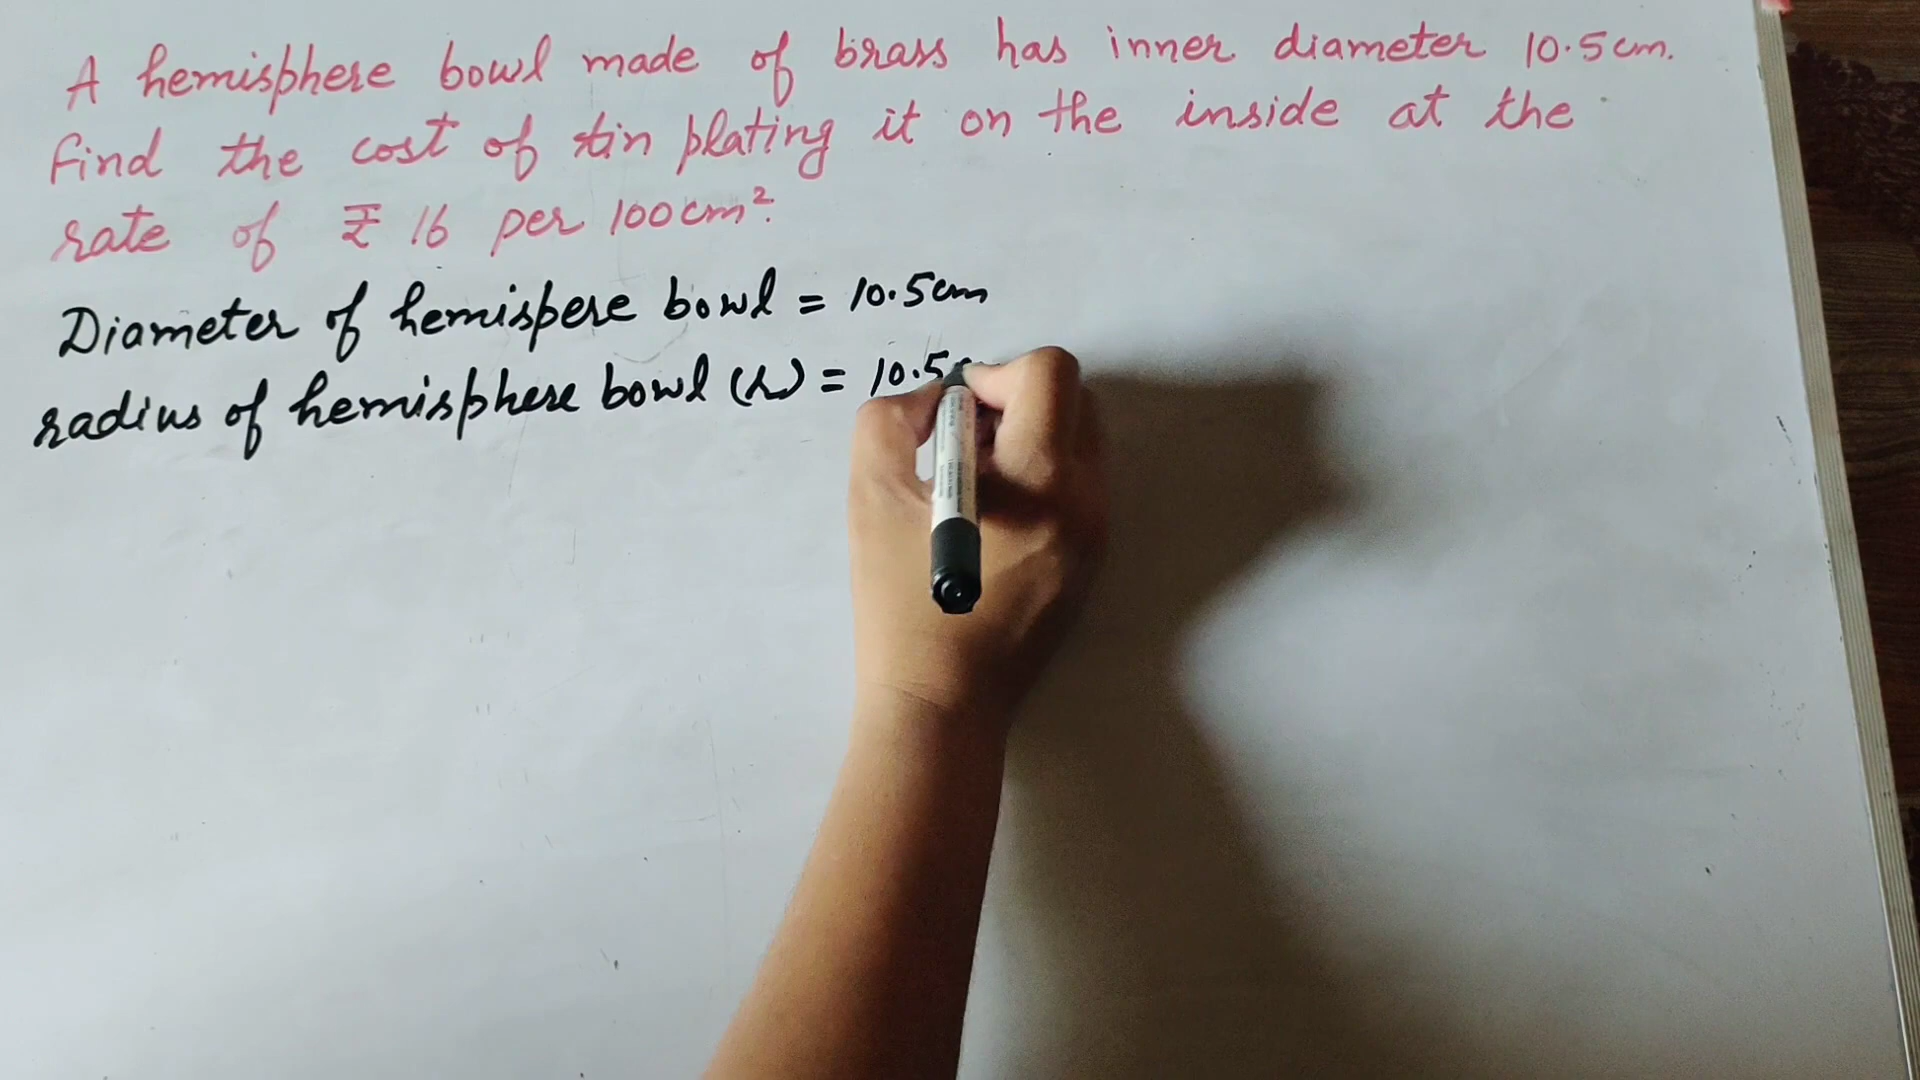 A hemisphere bowl made of brass has inner diameter 10.5cm.
Find the cost of tin plating it on the inside at the
rate of ₹ 16 per 100cm².
Diameter of hemispere bowl = 10.5cm
radius of hemisphere bowl (r) = 10.5